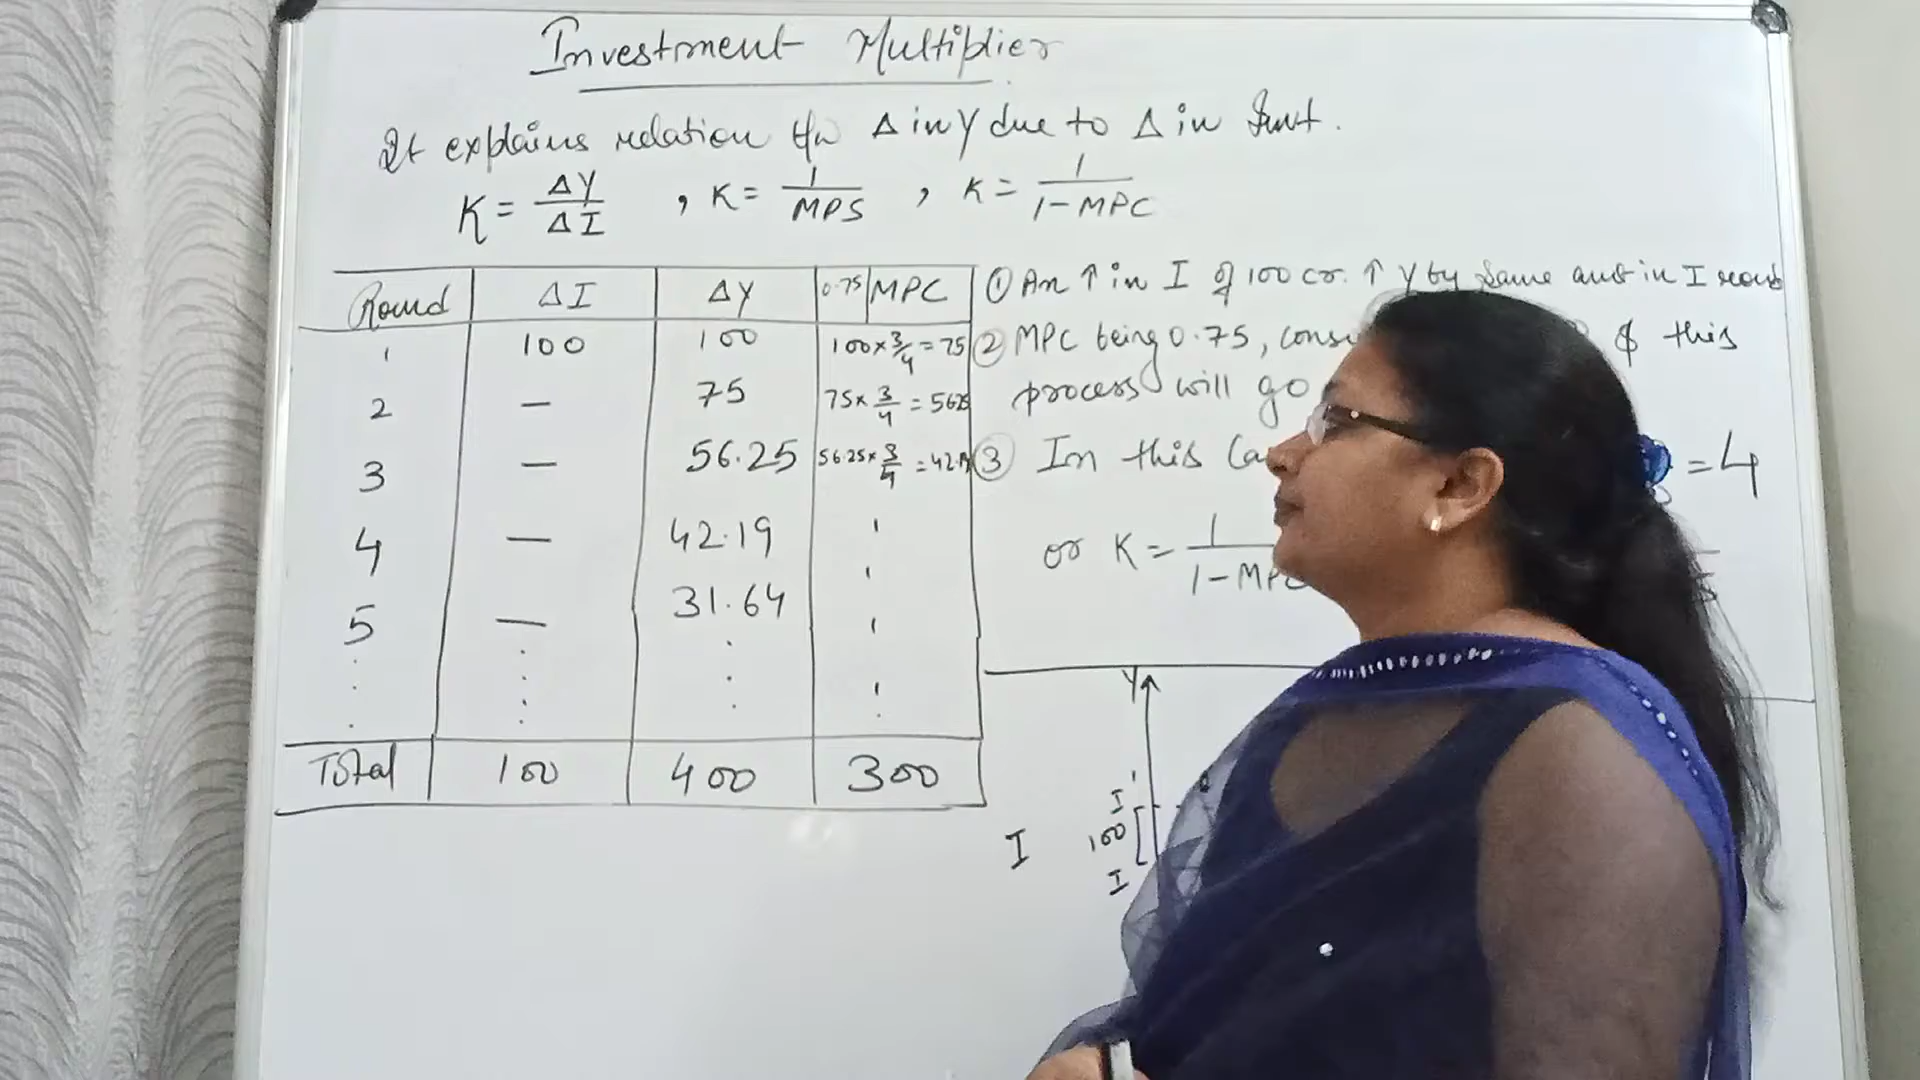 Investment Multiplier
It explains relation b/w Δ in Y due to Δ in Invt.
K = ΔY/ΔI , K = 1/MPS , K = 1/1-MPC
Round ΔI ΔY 0.75 MPC
1 100 100 100 × 3/4 = 75
2 — 75 75 × 3/4 = 5625
3 — 56.25 56.25 × 3/4 = 42.19
4 — 42.19
5 — 31.64
Total 100 400 300
① An ↑ in I of 100 cr. ↑ Y by same amt in I round
② MPC being 0.75, & this
process will go
③ In this = 4
or K = 1/1-MPC
Y
I'
100
I
I